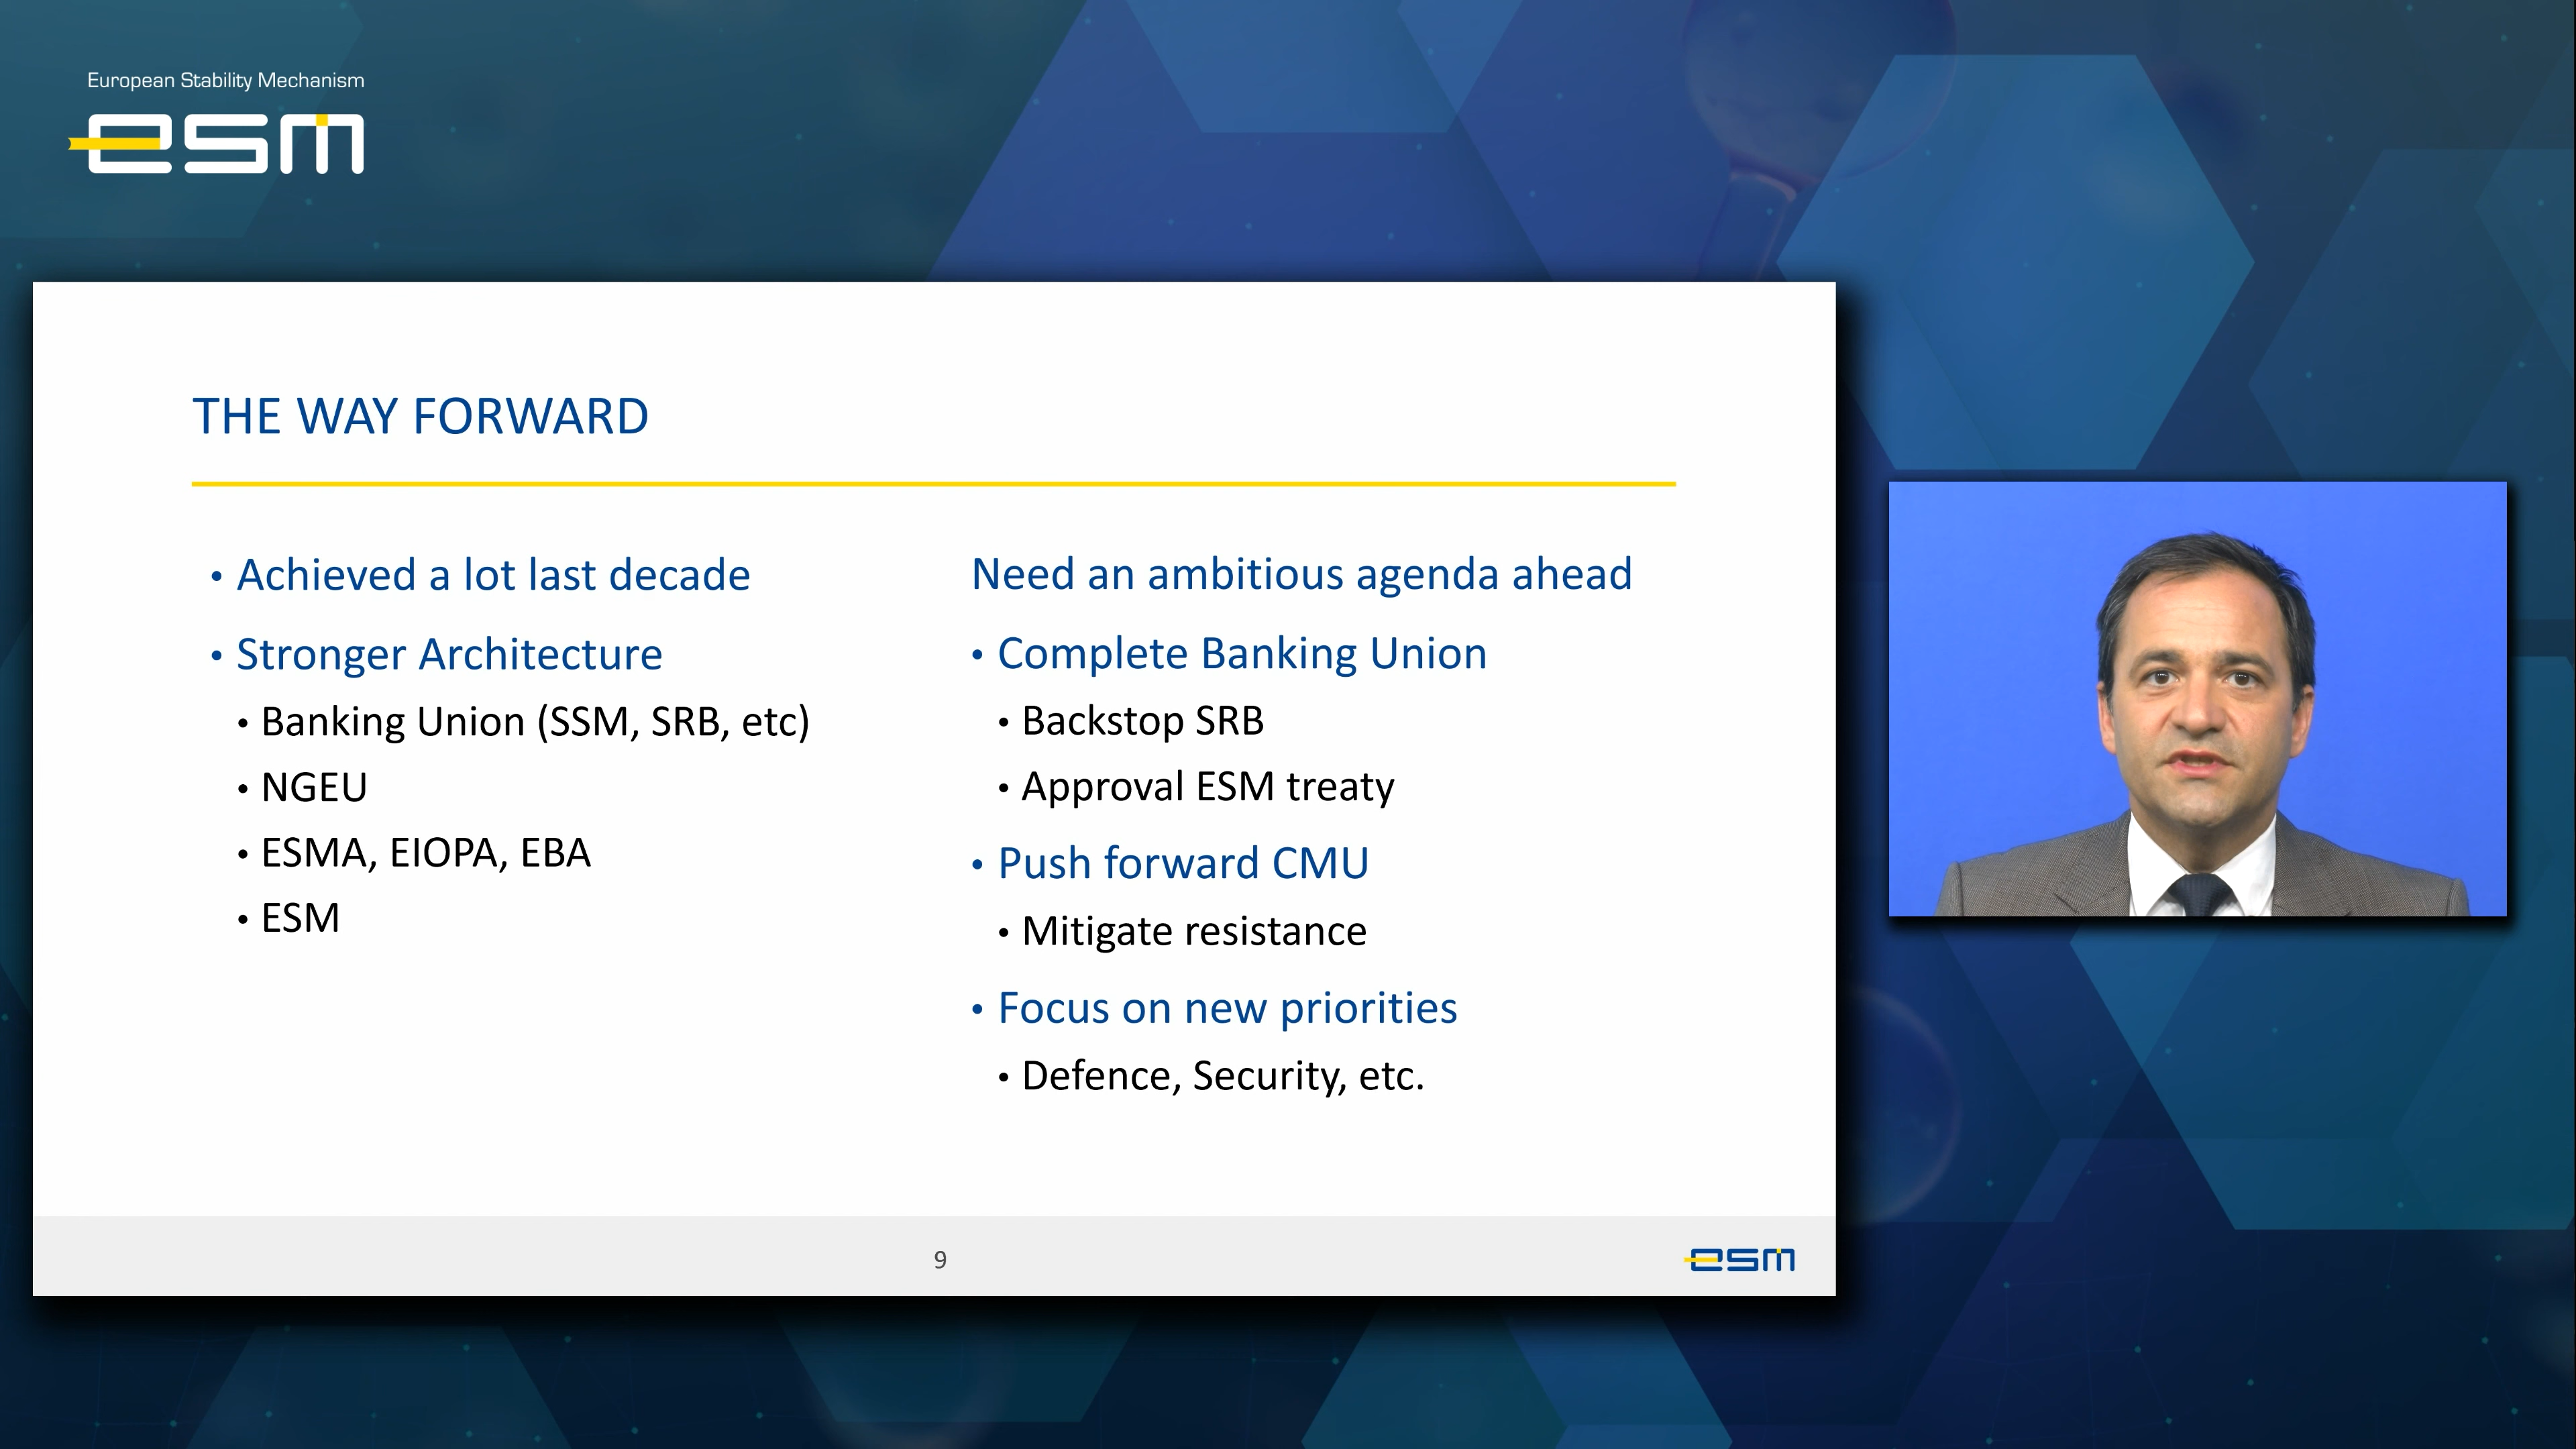 European Stability Mechanism
esm
THE WAY FORWARD
• Achieved a lot last decade
• Stronger Architecture
• Banking Union (SSM, SRB, etc)
• NGEU
• ESMA, EIOPA, EBA
• ESM
Need an ambitious agenda ahead
• Complete Banking Union
• Backstop SRB
• Approval ESM treaty
• Push forward CMU
• Mitigate resistance
• Focus on new priorities
• Defence, Security, etc.
9
esm